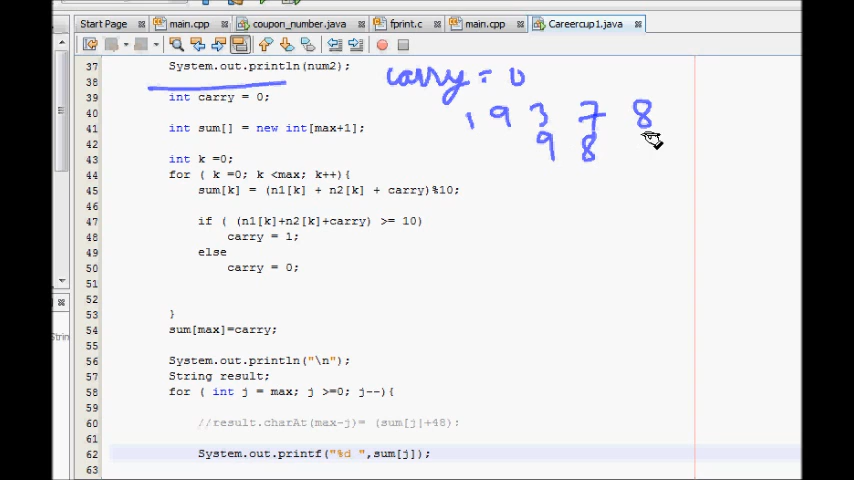 Start Page main.cpp coupon_number.java fprint.c main.cpp Careercup1.java
37 System.out.println(num2);
carry = 0
38
39 int carry = 0;
1 9 3 7 8
40
41 int sum[] = new int[max+1];
9 8
42
43 int k =0;
44 for ( k =0; k <max; k++){
45 sum[k] = (n1[k] + n2[k] + carry)%10;
46
47 if ( (n1[k]+n2[k]+carry) >= 10)
48 carry = 1;
49 else
50 carry = 0;
51
52
53 }
54 sum[max]=carry;
55
56 System.out.println("\n");
57 String result;
58 for ( int j = max; j >=0; j--){
59
60 //result.charAt(max-j)= (sum[j]+48);
61
62 System.out.printf("%d ",sum[j]);
63